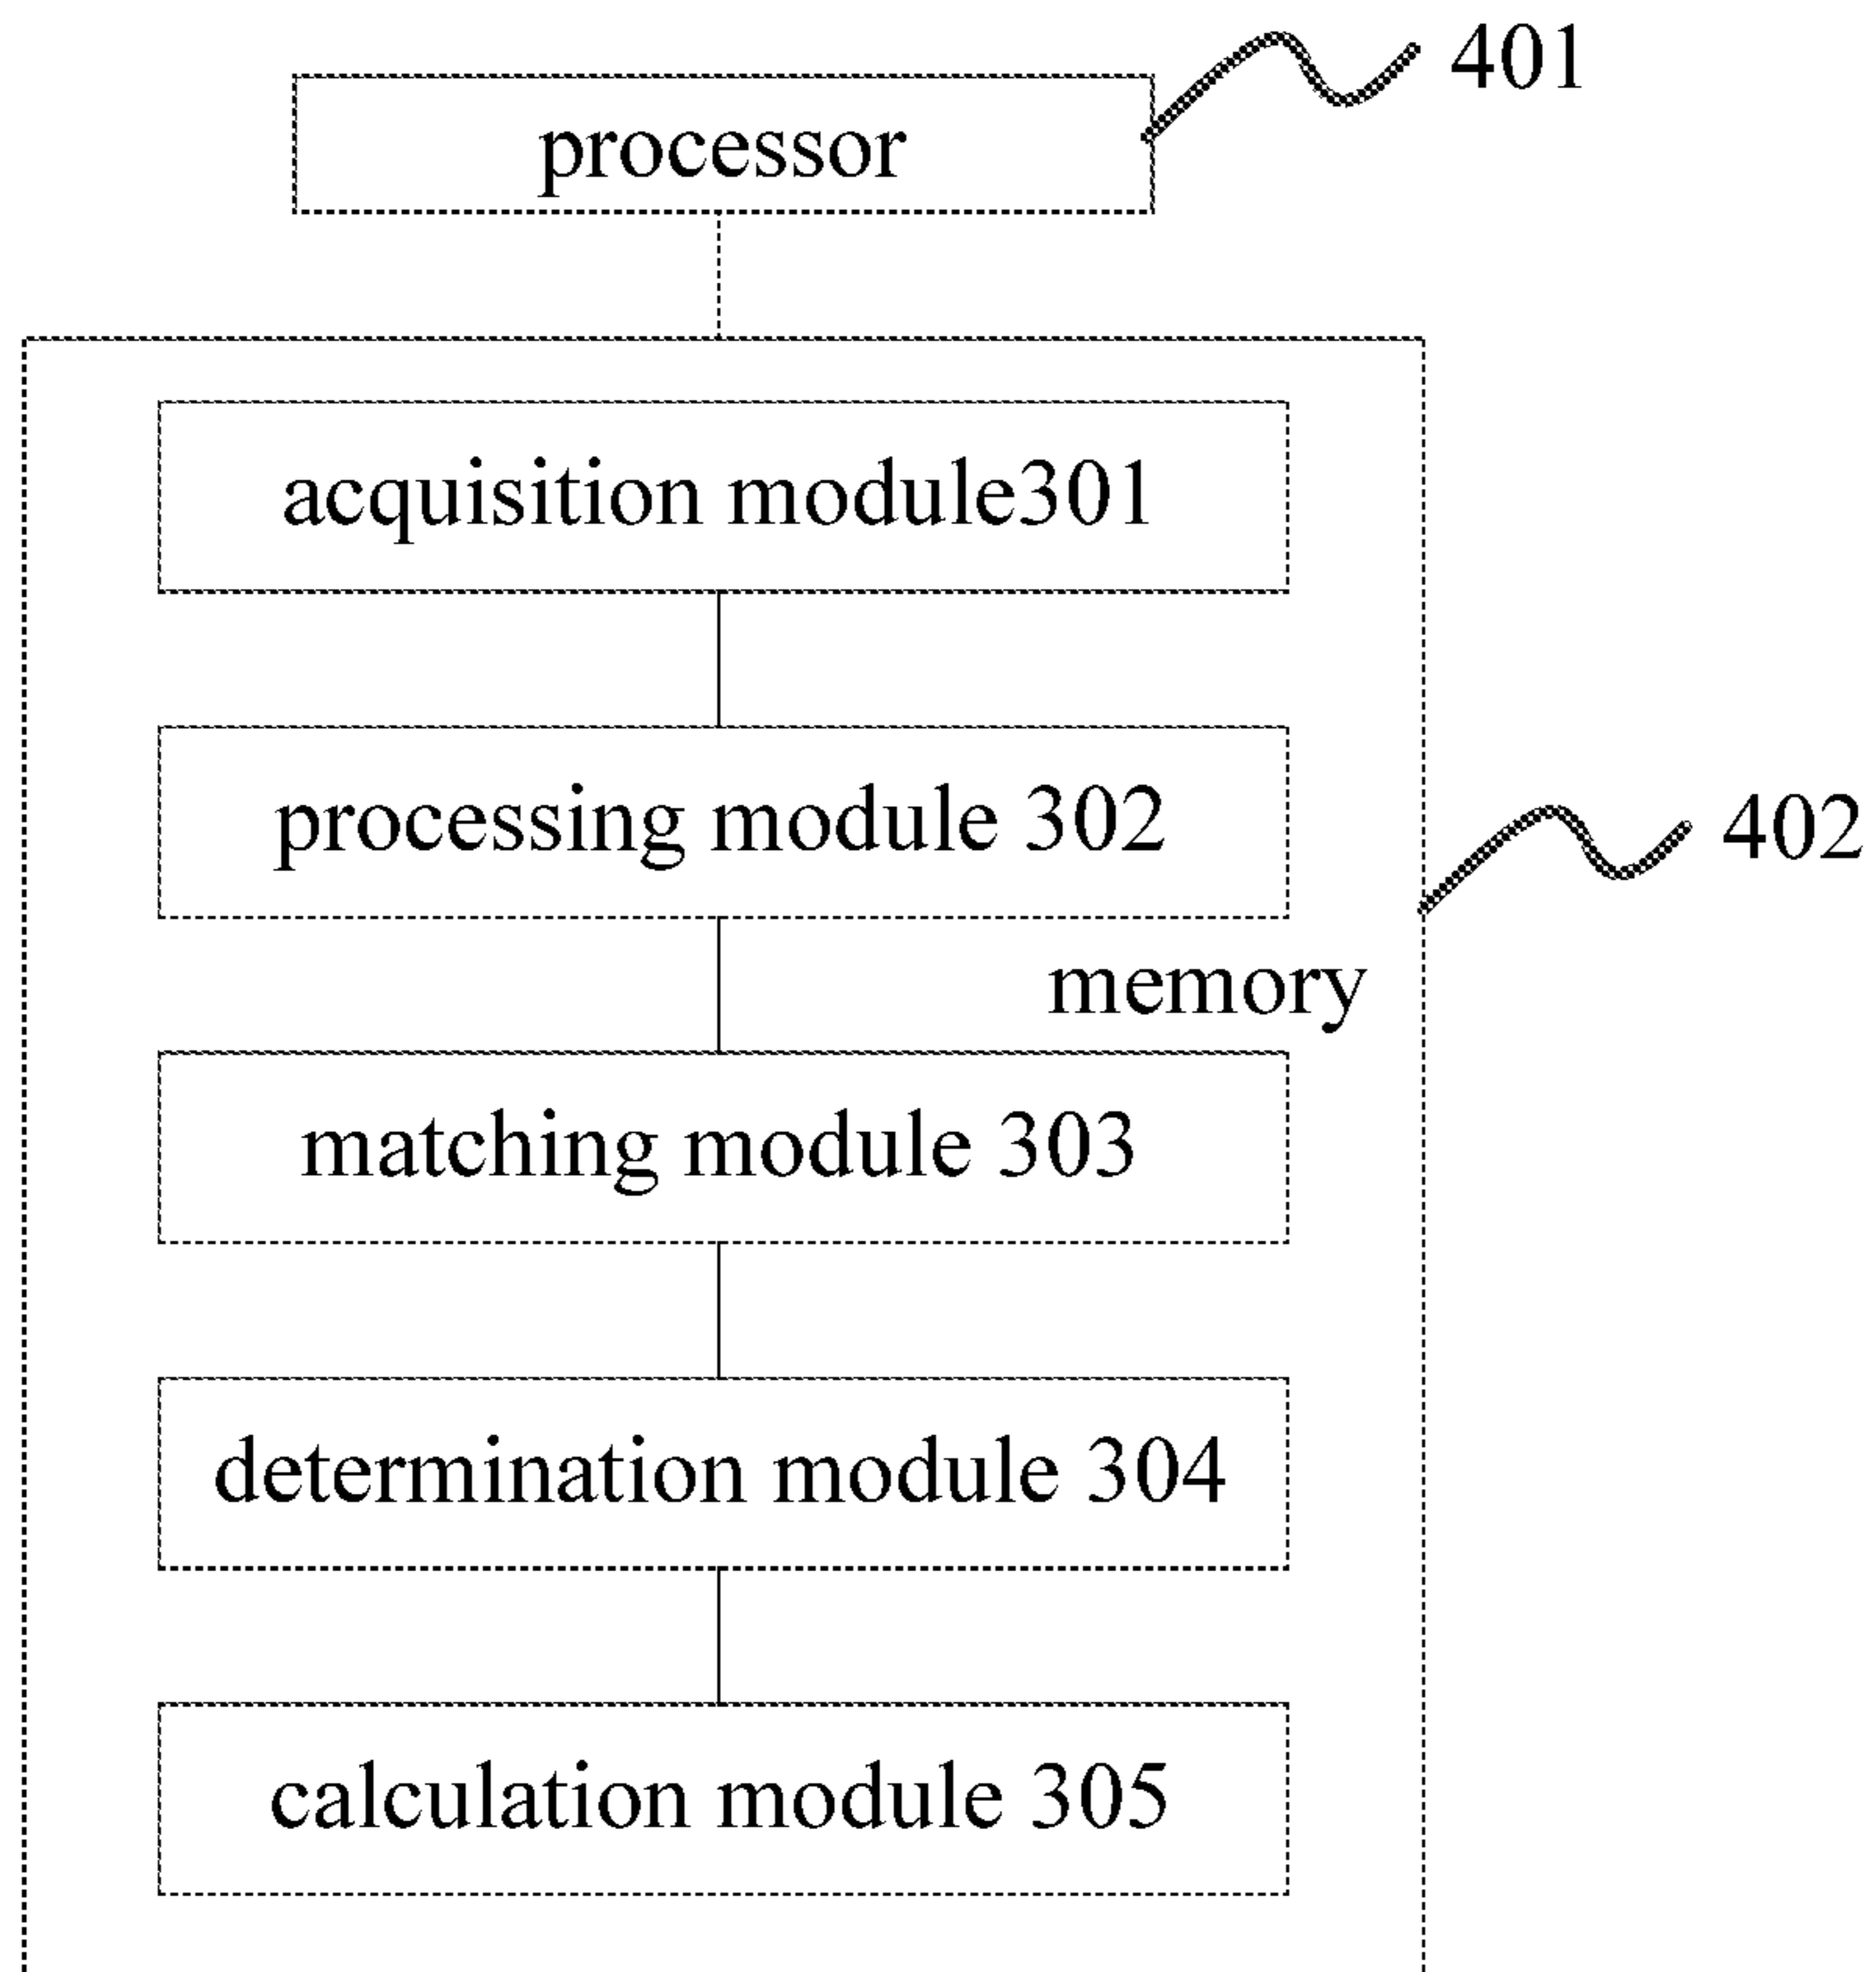 401
processor
acquisition module301
processing module 302
402
memory
matching module 303
determination module 304
calculation module 305